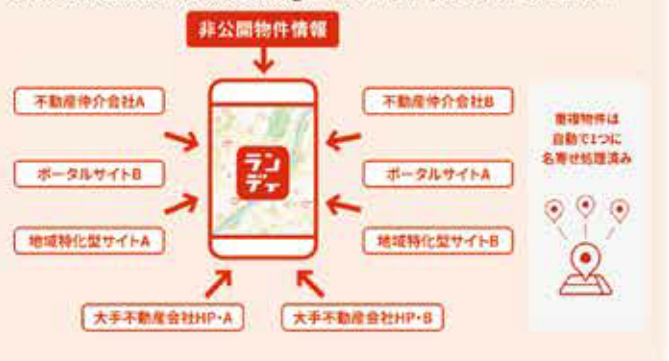 非公開物件情報
不動産仲介会社A
不動産仲介会社B
ポータルサイトB
ポータルサイトA
地域特化型サイトA
地域特化型サイトB
大手不動産会社HP・A
大手不動産会社HP・B
ラン
ディ
重複物件は
自動で1つに
名寄せ処理済み